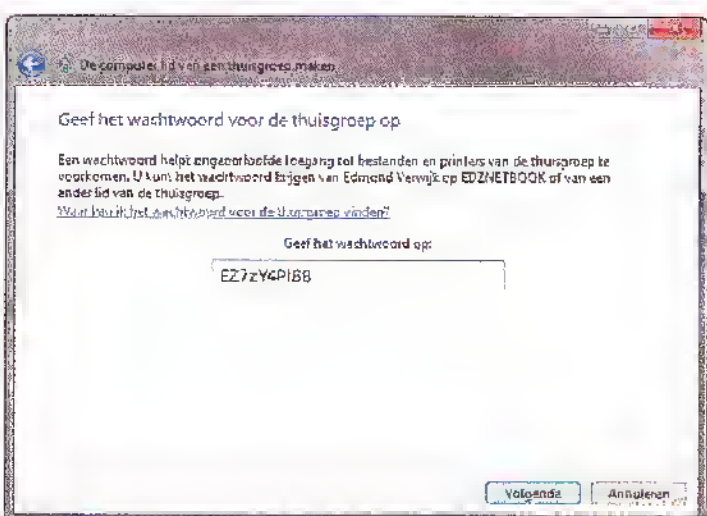 De computer lid van een thuisgroep maken
Geef het wachtwoord voor de thuisgroep op
Een wachtwoord helpt ongeoorloofde toegang tot bestanden en printers van de thuisgroep te
voorkomen. U kunt het wachtwoord krijgen van Edmond Verwijk op EDZNETBOOK of van een
ander lid van de thuisgroep.
Waar kan ik het wachtwoord voor de thuisgroep vinden?
Geef het wachtwoord op:
Volgende
Annuleren